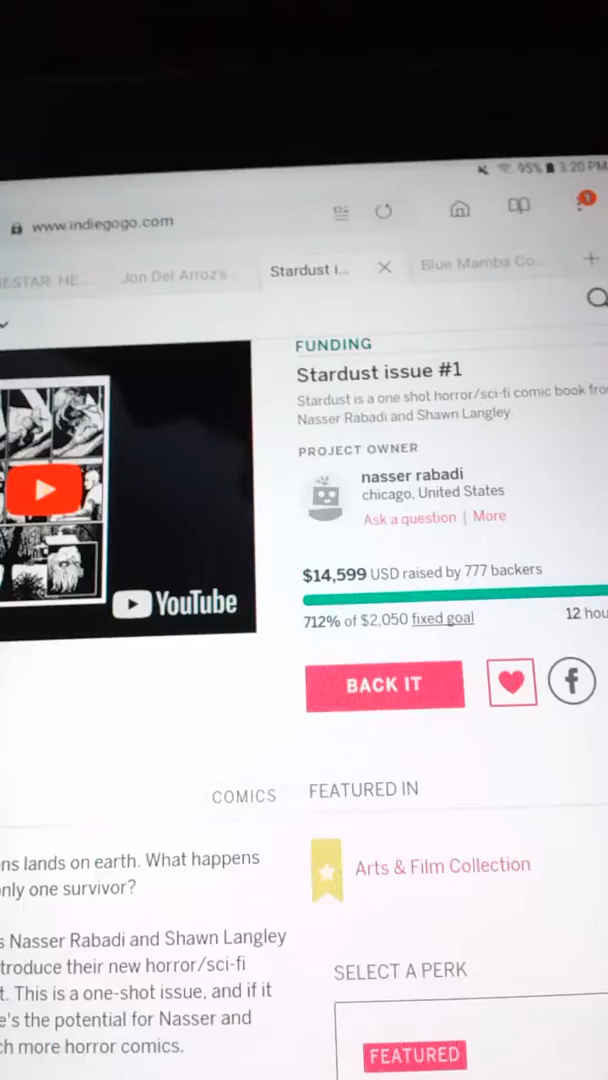 95% 3:20 PM
www.indiegogo.com
ESTAR: HE...
Jon Del Arroz's...
Stardust i...
Blue Mamba Co...
FUNDING
Stardust issue #1
Stardust is a one shot horror/sci-fi comic book fro
Nasser Rabadi and Shawn Langley.
PROJECT OWNER
nasser rabadi
chicago, United States
Ask a question | More
$14,599 USD raised by 777 backers
712% of $2,050 fixed goal
12 hou
YouTube
BACK IT
COMICS
FEATURED IN
ns lands on earth. What happens
nly one survivor?
Arts & Film Collection
s Nasser Rabadi and Shawn Langley
troduce their new horror/sci-fi
t. This is a one-shot issue, and if it
e's the potential for Nasser and
ch more horror comics.
SELECT A PERK
FEATURED